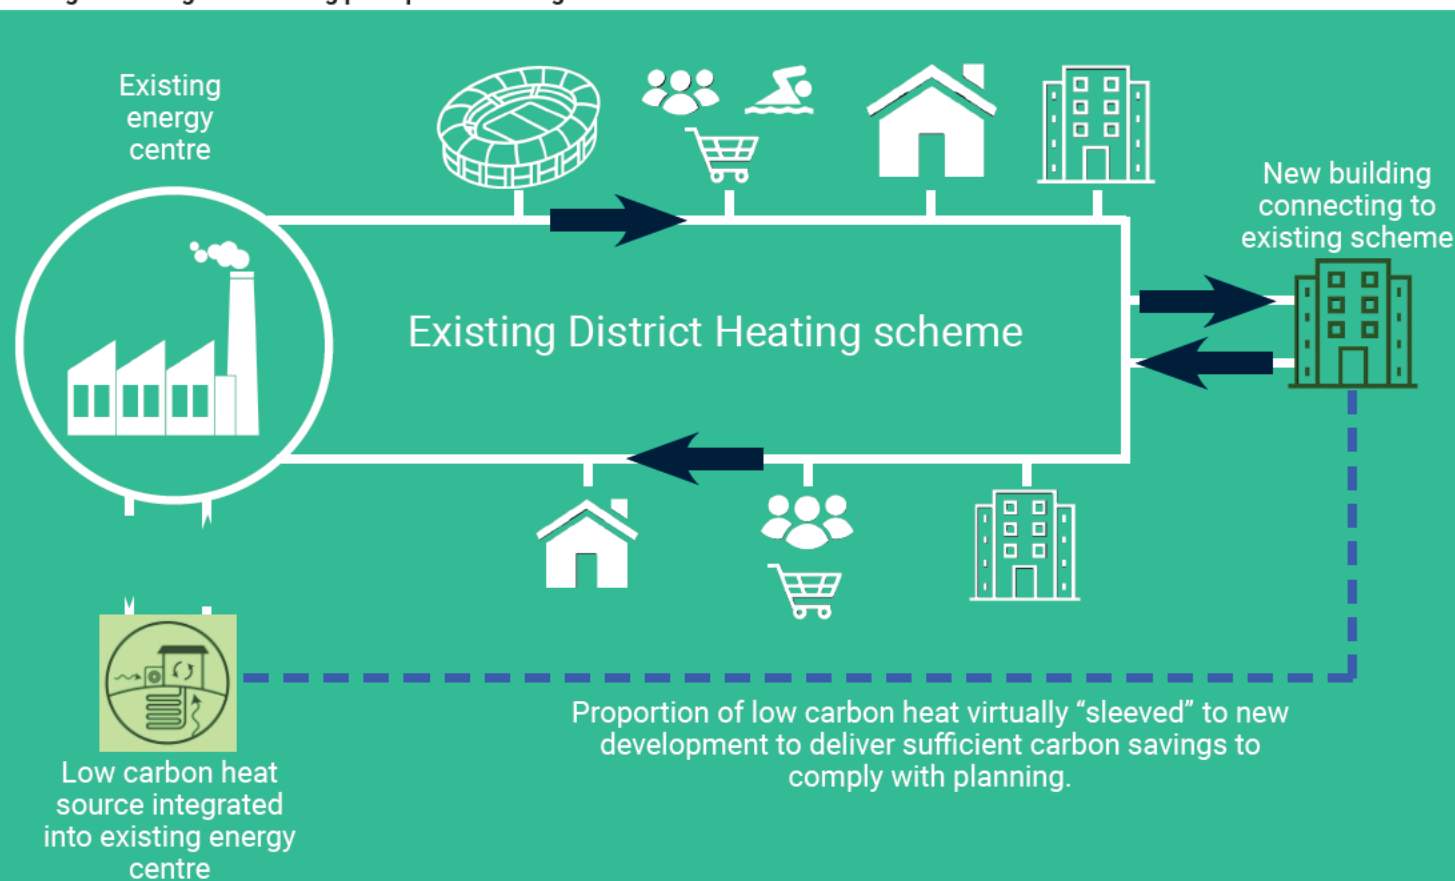 Existing
energy
centre
New building
connecting to
existing scheme
Existing District Heating scheme
Proportion of low carbon heat virtually “sleeved” to new
development to deliver sufficient carbon savings to
comply with planning.
Low carbon heat
source integrated
into existing energy
centre